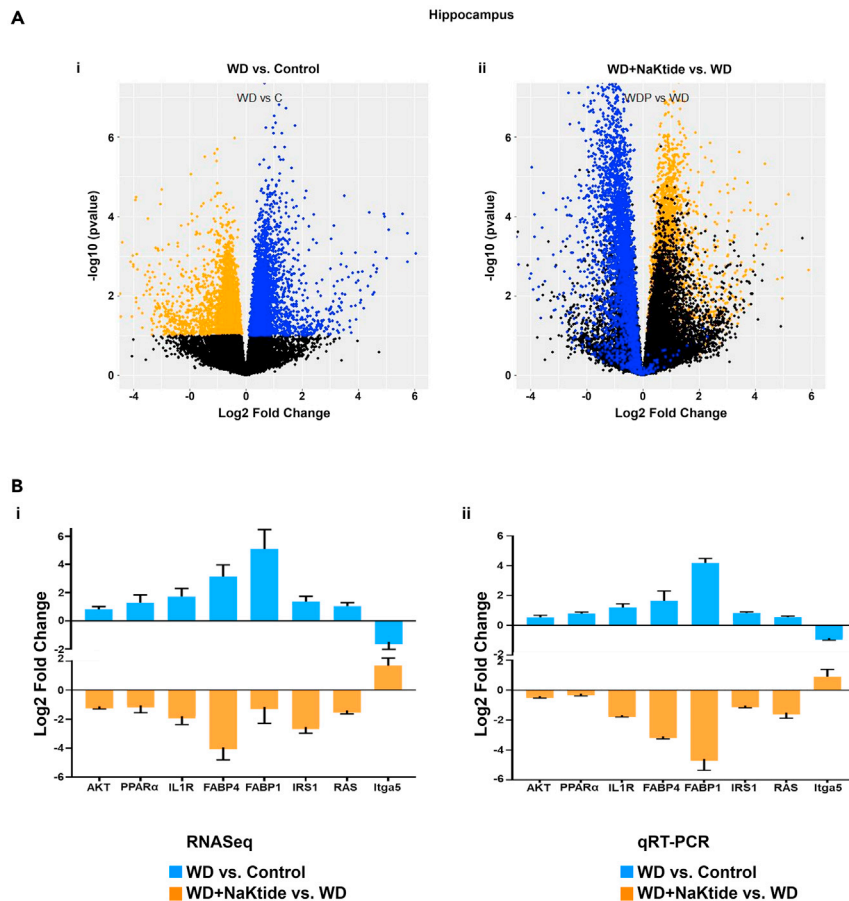 Hippocampus
A
i
WD vs. Control
WD vs C
-log10 (pvalue)
6
4
2
0
-4 -2 0 2 4 6
Log2 Fold Change
ii
WD+NaKtide vs. WD
WDP vs WD
-log10 (pvalue)
6
4
2
0
-4 -2 0 2 4 6
Log2 Fold Change
B
i
Log2 Fold Change
6
4
2
0
-2
2
0
-2
-4
-6
AKT PPARα IL1R FABP4 FABP1 IRS1 RAS Itga5
RNASeq
WD vs. Control
WD+NaKtide vs. WD
ii
Log2 Fold Change
6
4
2
0
-2
2
0
-2
-4
-6
AKT PPARα IL1R FABP4 FABP1 IRS1 RAS Itga5
qRT-PCR
WD vs. Control
WD+NaKtide vs. WD